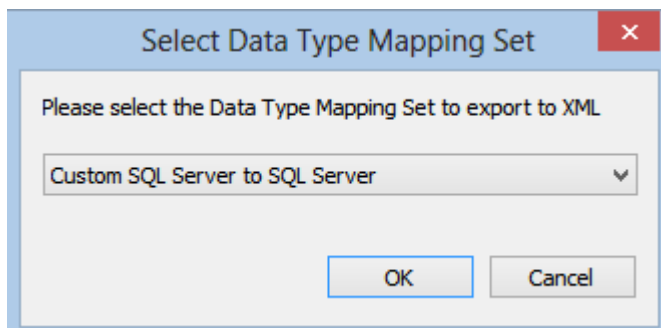 Select Data Type Mapping Set
Please select the Data Type Mapping Set to export to XML
Custom SQL Server to SQL Server
OK Cancel